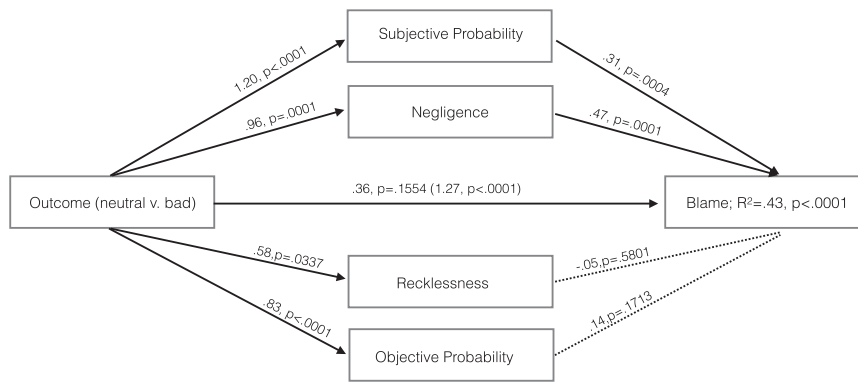 Subjective Probability
1.20, p<.0001
.31, p=.0004
Negligence
.96, p=.0001
.47, p=.0001
Outcome (neutral v. bad)
.36, p=.1554 (1.27, p<.0001)
Blame; R²=.43, p<.0001
.58,p=.0337
-.05,p=.5801
Recklessness
.83, p<.0001
.14,p=.1713
Objective Probability